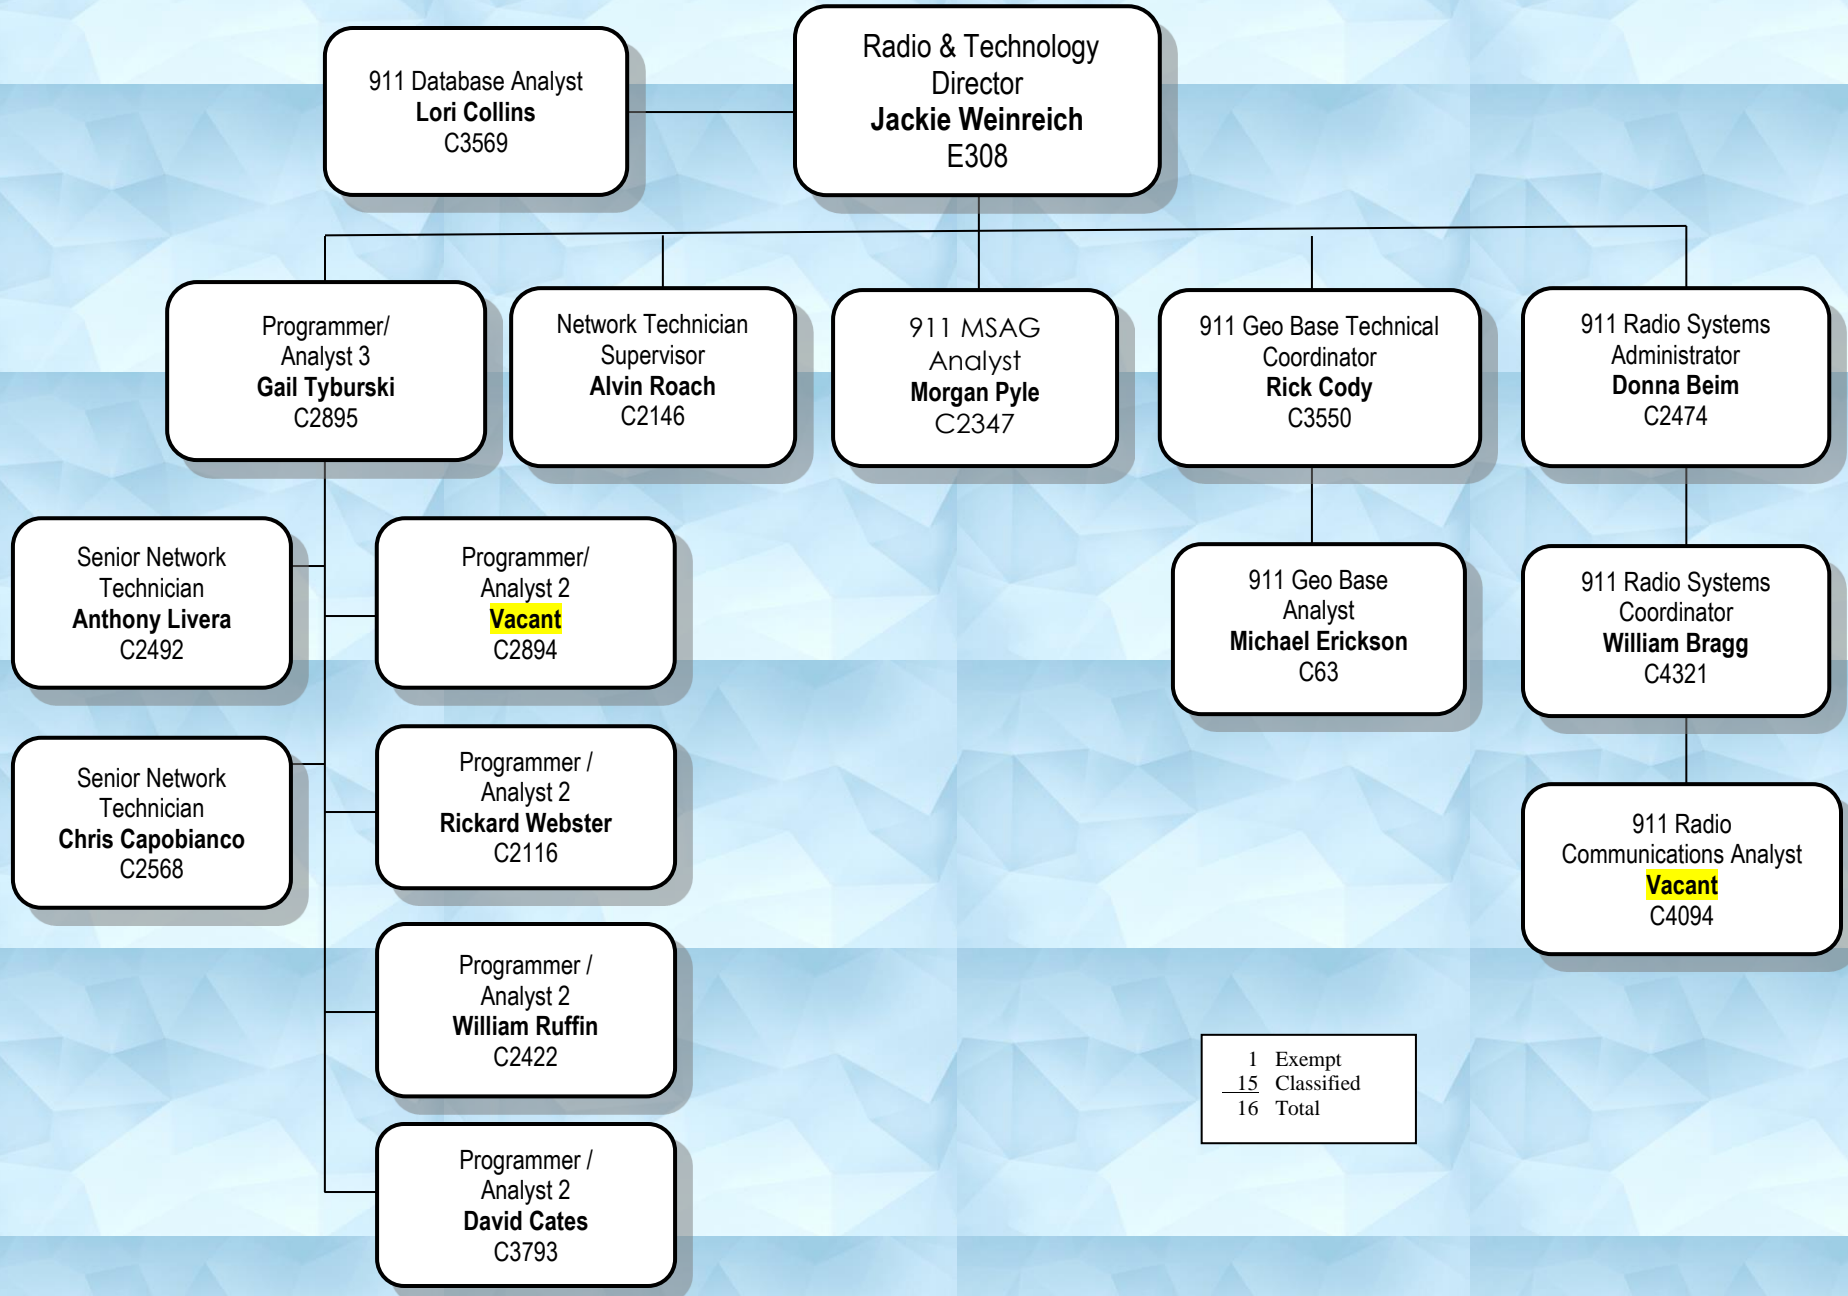 911 Database Analyst
Lori Collins
C3569
Radio & Technology
Director
Jackie Weinreich
E308
Programmer/
Analyst 3
Gail Tyburski
C2895
Network Technician
Supervisor
Alvin Roach
C2146
911 MSAG
Analyst
Morgan Pyle
C2347
911 Geo Base Technical
Coordinator
Rick Cody
C3550
911 Radio Systems
Administrator
Donna Beim
C2474
Senior Network
Technician
Anthony Livera
C2492
Programmer/
Analyst 2
Vacant
C2894
911 Geo Base
Analyst
Michael Erickson
C63
911 Radio Systems
Coordinator
William Bragg
C4321
Senior Network
Technician
Chris Capobianco
C2568
Programmer /
Analyst 2
Rickard Webster
C2116
911 Radio
Communications Analyst
Vacant
C4094
Programmer /
Analyst 2
William Ruffin
C2422
1 Exempt
15 Classified
16 Total
Programmer /
Analyst 2
David Cates
C3793